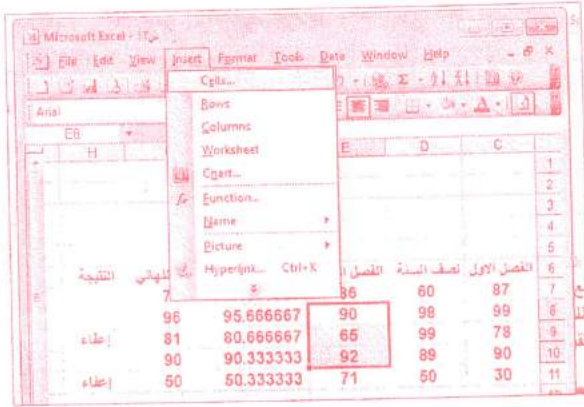 Microsoft Excel -
File Edit View Insert Format Tools Data Window Help
Arial
E8
Cells...
Rows
Columns
Worksheet
Chart...
Function...
Name
Picture
Hyperlink... Ctrl+K
H E D C
1
2
3
4
5
الفصل الاول نصف السنة الفصل النتيجة 6
86 60 87 7
96 95.666667 90 98 99 8
إعفاء 81 80.666667 65 99 78 9
90 90.333333 92 89 90 10
إعفاء 50 50.333333 71 50 30 11